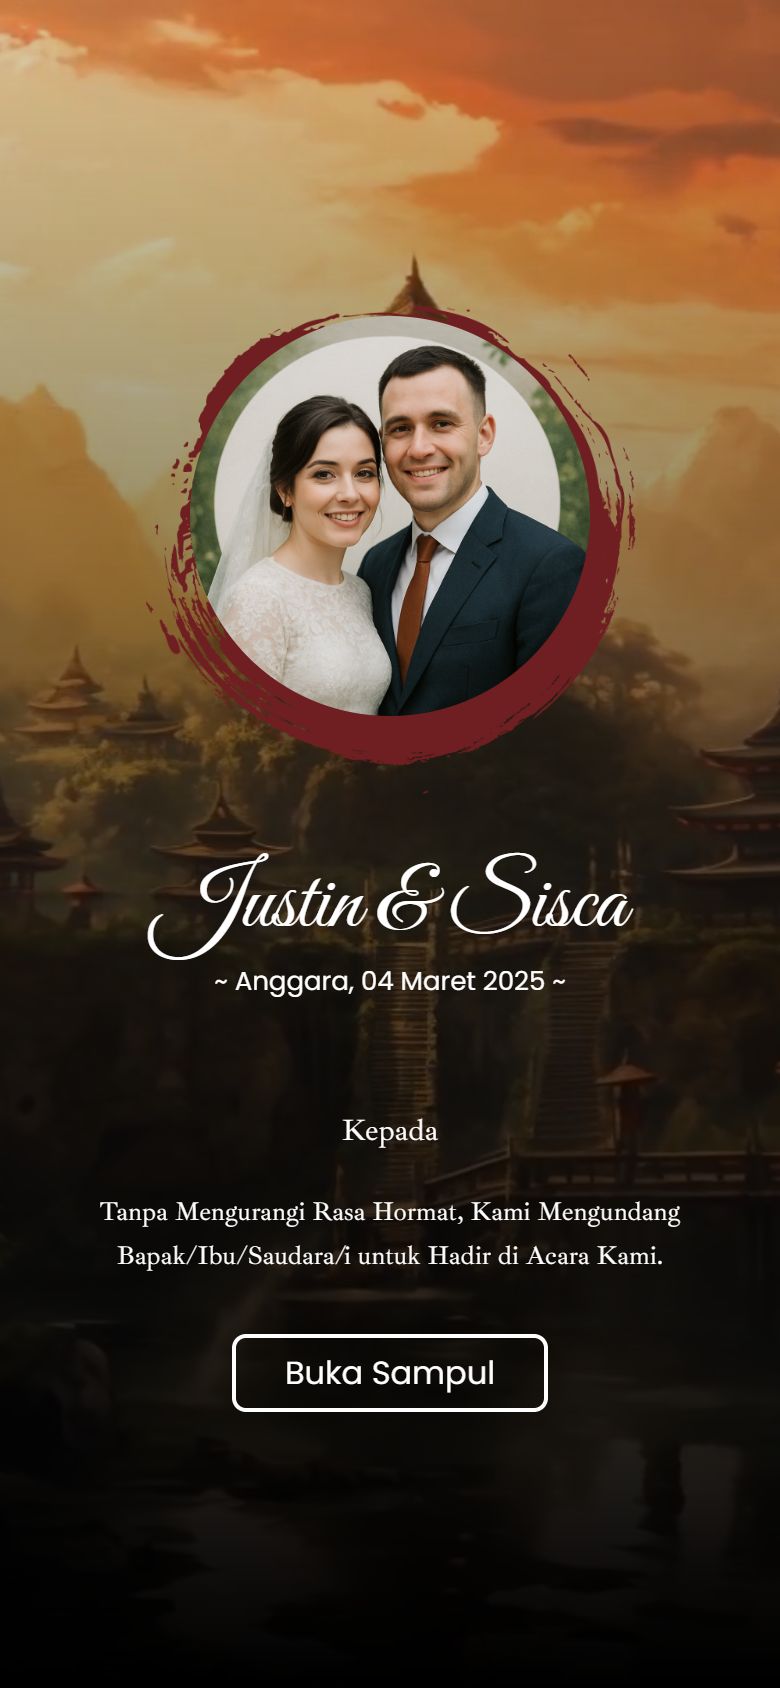 Justin & Sisca
~ Anggara, 04 Maret 2025 ~
Kepada
Tanpa Mengurangi Rasa Hormat, Kami Mengundang
Bapak/Ibu/Saudara/i untuk Hadir di Acara Kami.
Buka Sampul